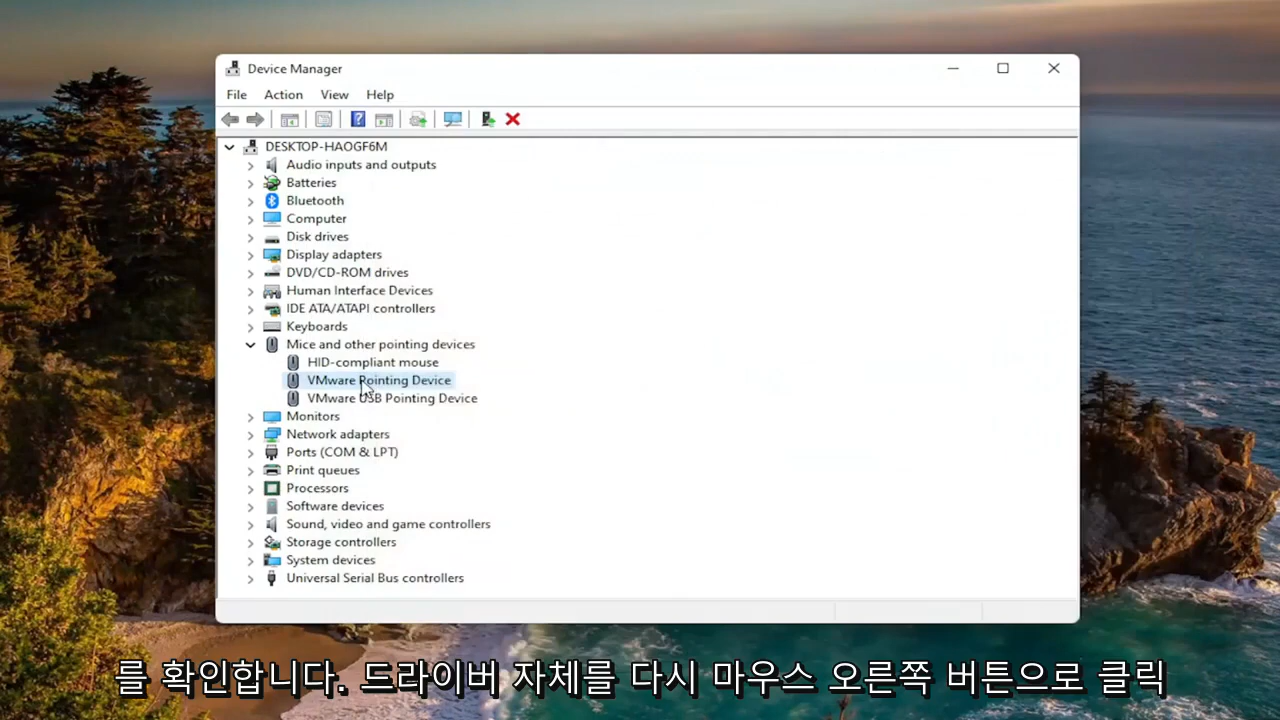 Device Manager
File Action View Help
DESKTOP-HAOGF6M
Audio inputs and outputs
Batteries
Bluetooth
Computer
Disk drives
Display adapters
DVD/CD-ROM drives
Human Interface Devices
IDE ATA/ATAPI controllers
Keyboards
Mice and other pointing devices
HID-compliant mouse
VMware Pointing Device
VMware USB Pointing Device
Monitors
Network adapters
Ports (COM & LPT)
Print queues
Processors
Software devices
Sound, video and game controllers
Storage controllers
System devices
Universal Serial Bus controllers
를 확인합니다. 드라이버 자체를 다시 마우스 오른쪽 버튼으로 클릭